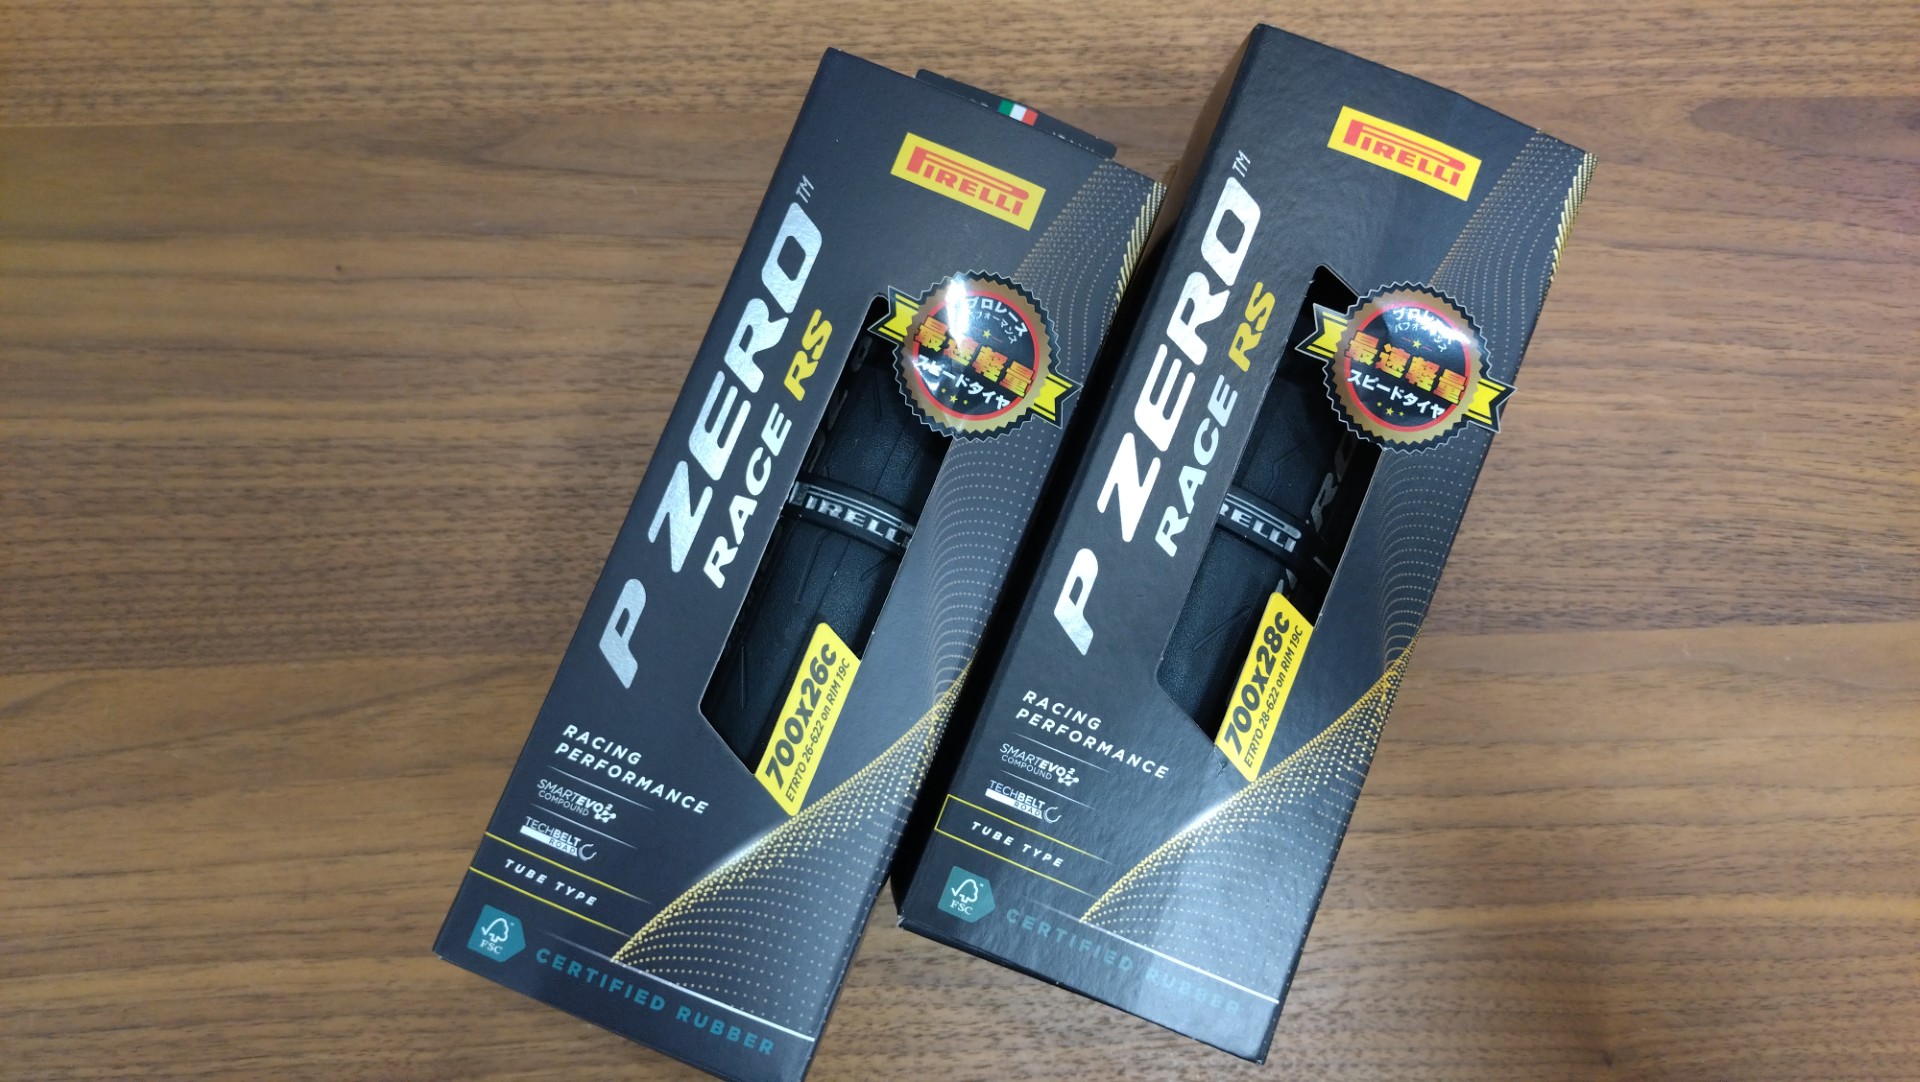 PIRELLI
P ZERO™
RACE RS
プロレース
パフォーマンス
最速軽量
スピードタイヤ
PIRELLI
700x26c
ETRTO 26-622 on RIM 19C
RACING
PERFORMANCE
SMARTEVO2
COMPOUND
TECHBELT
ROAD
TUBE TYPE
FSC™
CERTIFIED RUBBER
PIRELLI
P ZERO™
RACE RS
プロレース
パフォーマンス
最速軽量
スピードタイヤ
RELLI
700x28c
ETRTO 28-622 on RIM 19C
RACING
PERFORMANCE
SMARTEVO2
COMPOUND
TECHBELT
ROAD
TUBE TYPE
FSC
CERTIFIED RUBBER